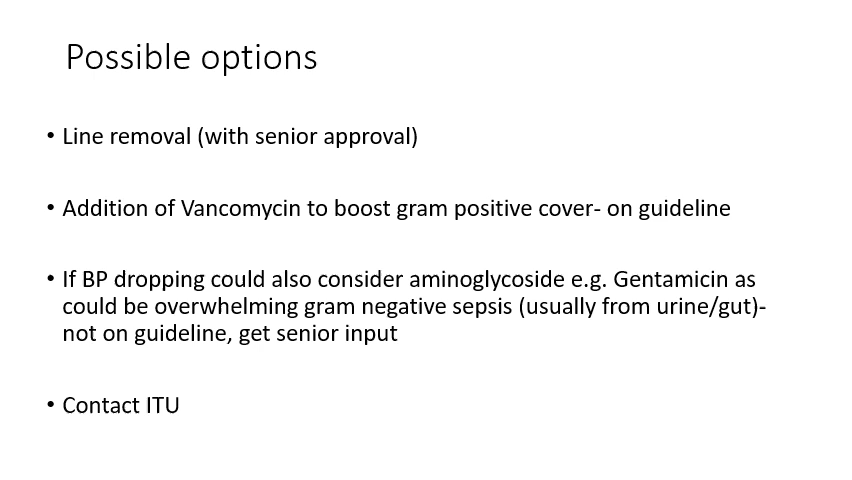 Possible options
• Line removal (with senior approval)
• Addition of Vancomycin to boost gram positive cover- on guideline
• If BP dropping could also consider aminoglycoside e.g. Gentamicin as
could be overwhelming gram negative sepsis (usually from urine/gut)-
not on guideline, get senior input
• Contact ITU